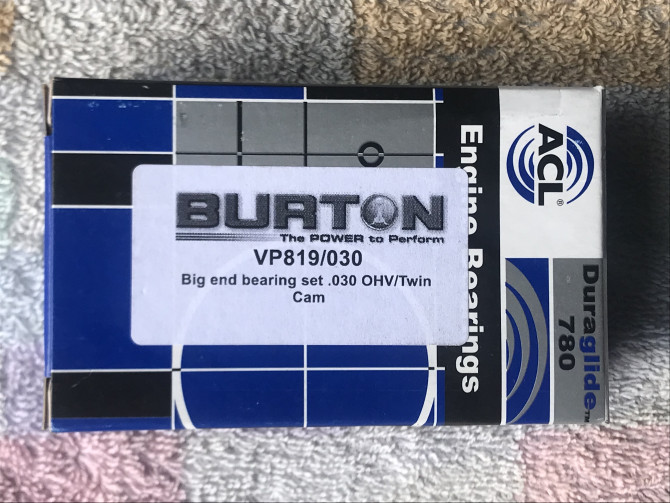 BURTON
The POWER to Perform
VP819/030
Big end bearing set .030 OHV/Twin
Cam
Engine Bearings
ACL®
Duraglide™
780